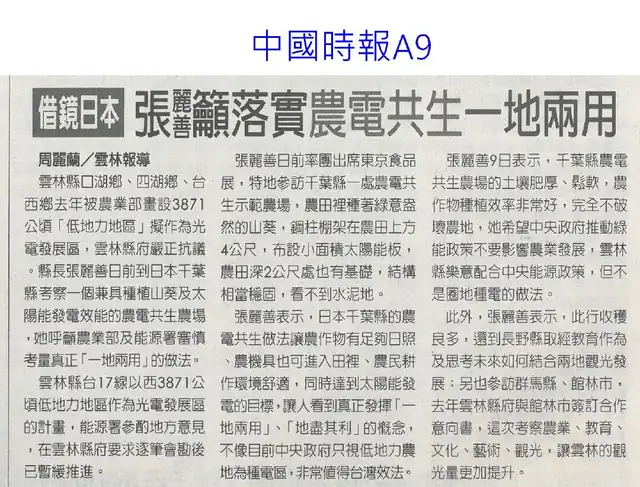 中國時報A9
借鏡日本 張麗善籲落實農電共生一地兩用
周麗蘭／雲林報導
雲林縣口湖鄉、四湖鄉、台
西鄉去年被農業部畫設3871
公頃「低地力地區」擬作為光
電發展區，雲林縣府嚴正抗議
。縣長張麗善日前到日本千葉
縣考察一個兼具種植山葵及太
陽能發電效能的農電共生農場
，她呼籲農業部及能源署審慎
考量真正「一地兩用」的做法。
雲林縣台17線以西3871公
頃低地力地區作為光電發展區
的計畫，能源署參酌地方意見
，在雲林縣府要求逐筆會勘後
已暫緩推進。
張麗善日前率團出席東京食品
展，特地參訪千葉縣一處農電共
生示範農場，農田裡種著綠意盎
然的山葵，鋼柱棚架在農田上方
4公尺，布設小面積太陽能板，
農田深2公尺處也有基礎，結構
相當穩固，看不到水泥地。
張麗善表示，日本千葉縣的農
電共生做法讓農作物有足夠日照
、農機具也可進入田裡、農民耕
作環境舒適，同時達到太陽能發
電的目標，讓人看到真正發揮「一
地兩用」、「地盡其利」的概念，
不像目前中央政府只視低地力農
地為種電區，非常值得台灣效法。
張麗善9日表示，千葉縣農電
共生農場的土壤肥厚、鬆軟，農
作物種植效率非常好，完全不破
壞農地，她希望中央政府推動綠
能政策不要影響農業發展，雲林
縣樂意配合中央能源政策，但不
是圈地種電的做法。
此外，張麗善表示，此行收穫
良多，還到長野縣取經教育作為
及思考未來如何結合兩地觀光發
展；另也參訪群馬縣、館林市，
去年雲林縣府與館林市簽訂合作
意向書，這次考察農業、教育、
文化、藝術、觀光，讓雲林的觀
光量更加提升。